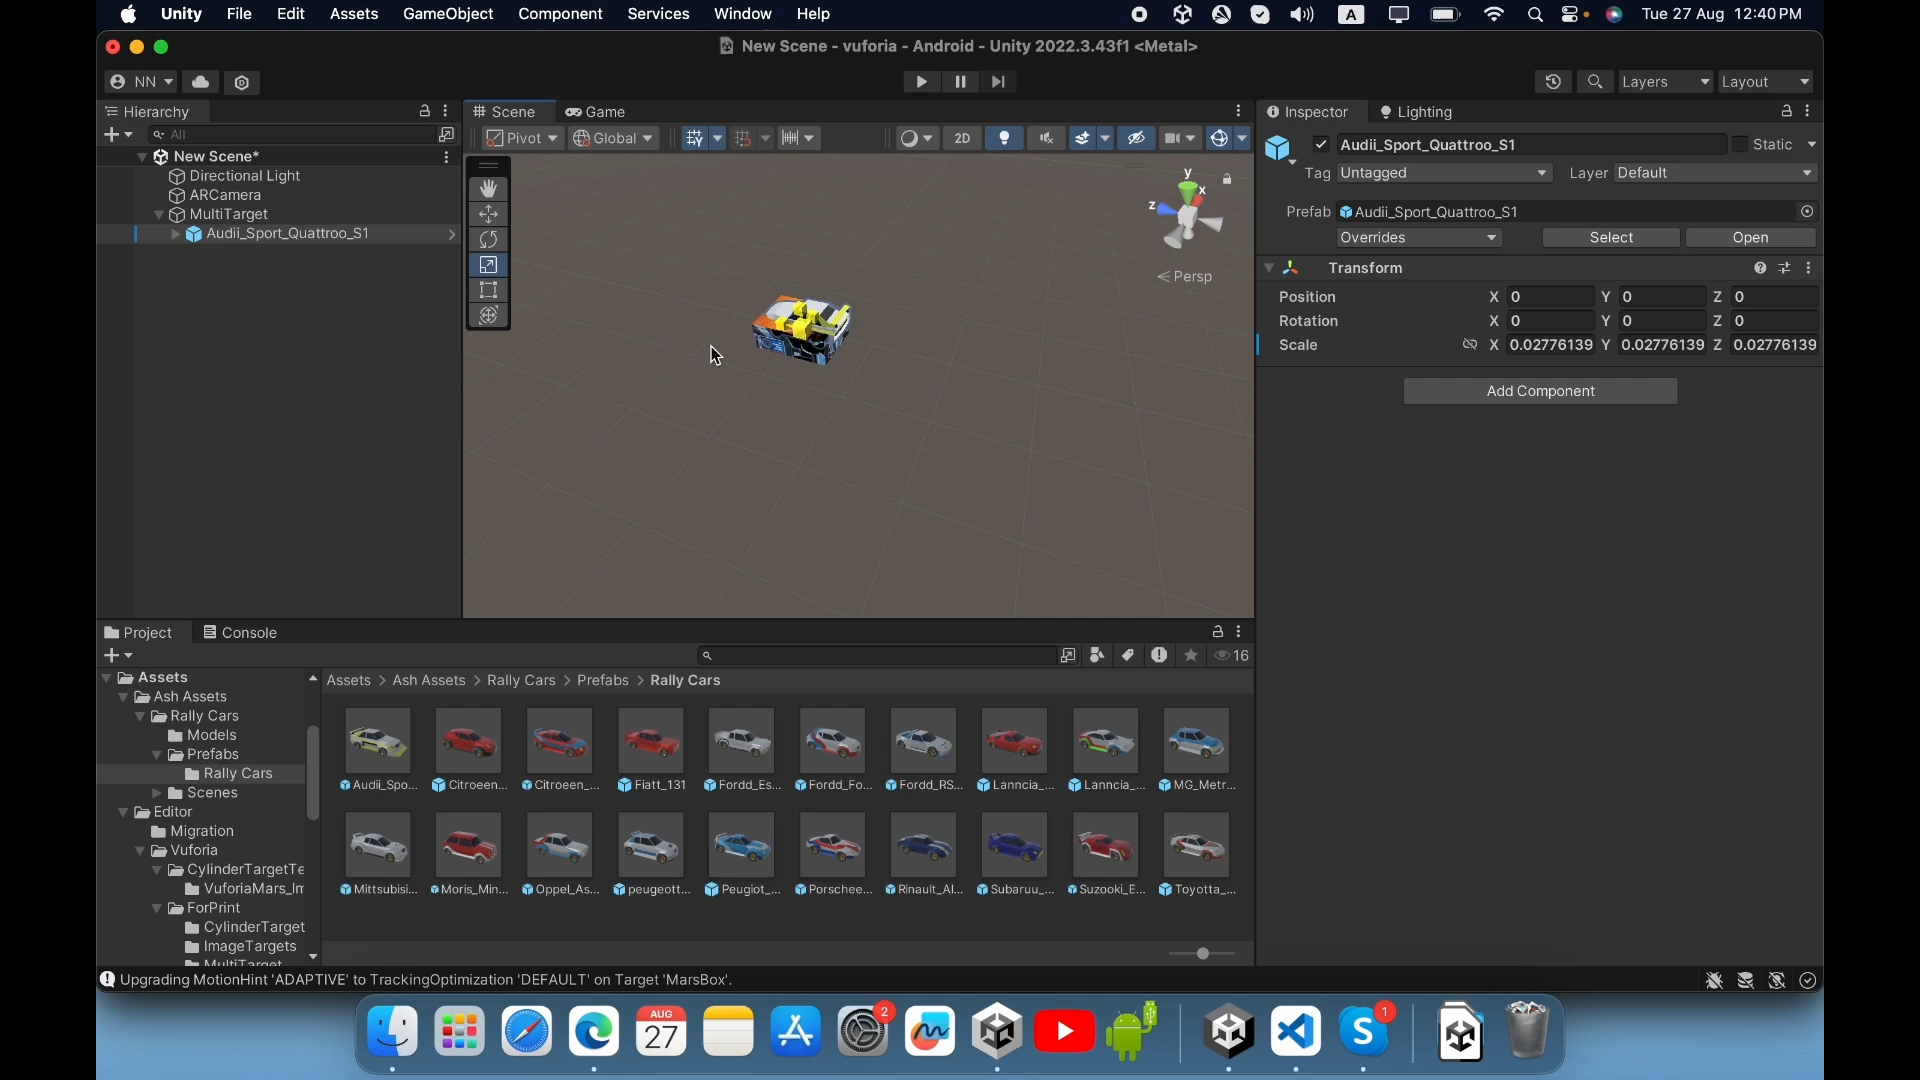 Unity File Edit Assets GameObject Component Services Window Help A Tue 27 Aug 12:40 PM
New Scene - vuforia - Android - Unity 2022.3.43f1 <Metal>
NN Layers Layout
Hierarchy Scene Game Inspector Lighting
All Pivot Global 2D
New Scene*
Directional Light
ARCamera
MultiTarget
Audii_Sport_Quattroo_S1
y
x
z
Persp
Audii_Sport_Quattroo_S1 Static
Tag Untagged Layer Default
Prefab Audii_Sport_Quattroo_S1
Overrides Select Open
Transform
Position X 0 Y 0 Z 0
Rotation X 0 Y 0 Z 0
Scale X 0.02776139 Y 0.02776139 Z 0.02776139
Add Component
Project Console
16
Assets
Ash Assets
Rally Cars
Models
Prefabs
Rally Cars
Scenes
Editor
Migration
Vuforia
CylinderTargetTe
VuforiaMars_Im
ForPrint
CylinderTarget
ImageTargets
Assets > Ash Assets > Rally Cars > Prefabs > Rally Cars
Audii_Spo... Citroeen... Citroeen_... Fiatt_131 Fordd_Es... Fordd_Fo... Fordd_RS... Lanncia_... Lanncia_... MG_Metr...
Mittsubisi... Moris_Min... Oppel_As... peugeott... Peugiot_... Porschee... Rinault_Al... Subaruu_... Suzooki_E... Toyotta_...
Upgrading MotionHint 'ADAPTIVE' to TrackingOptimization 'DEFAULT' on Target 'MarsBox'.
AUG
27
2
S
1